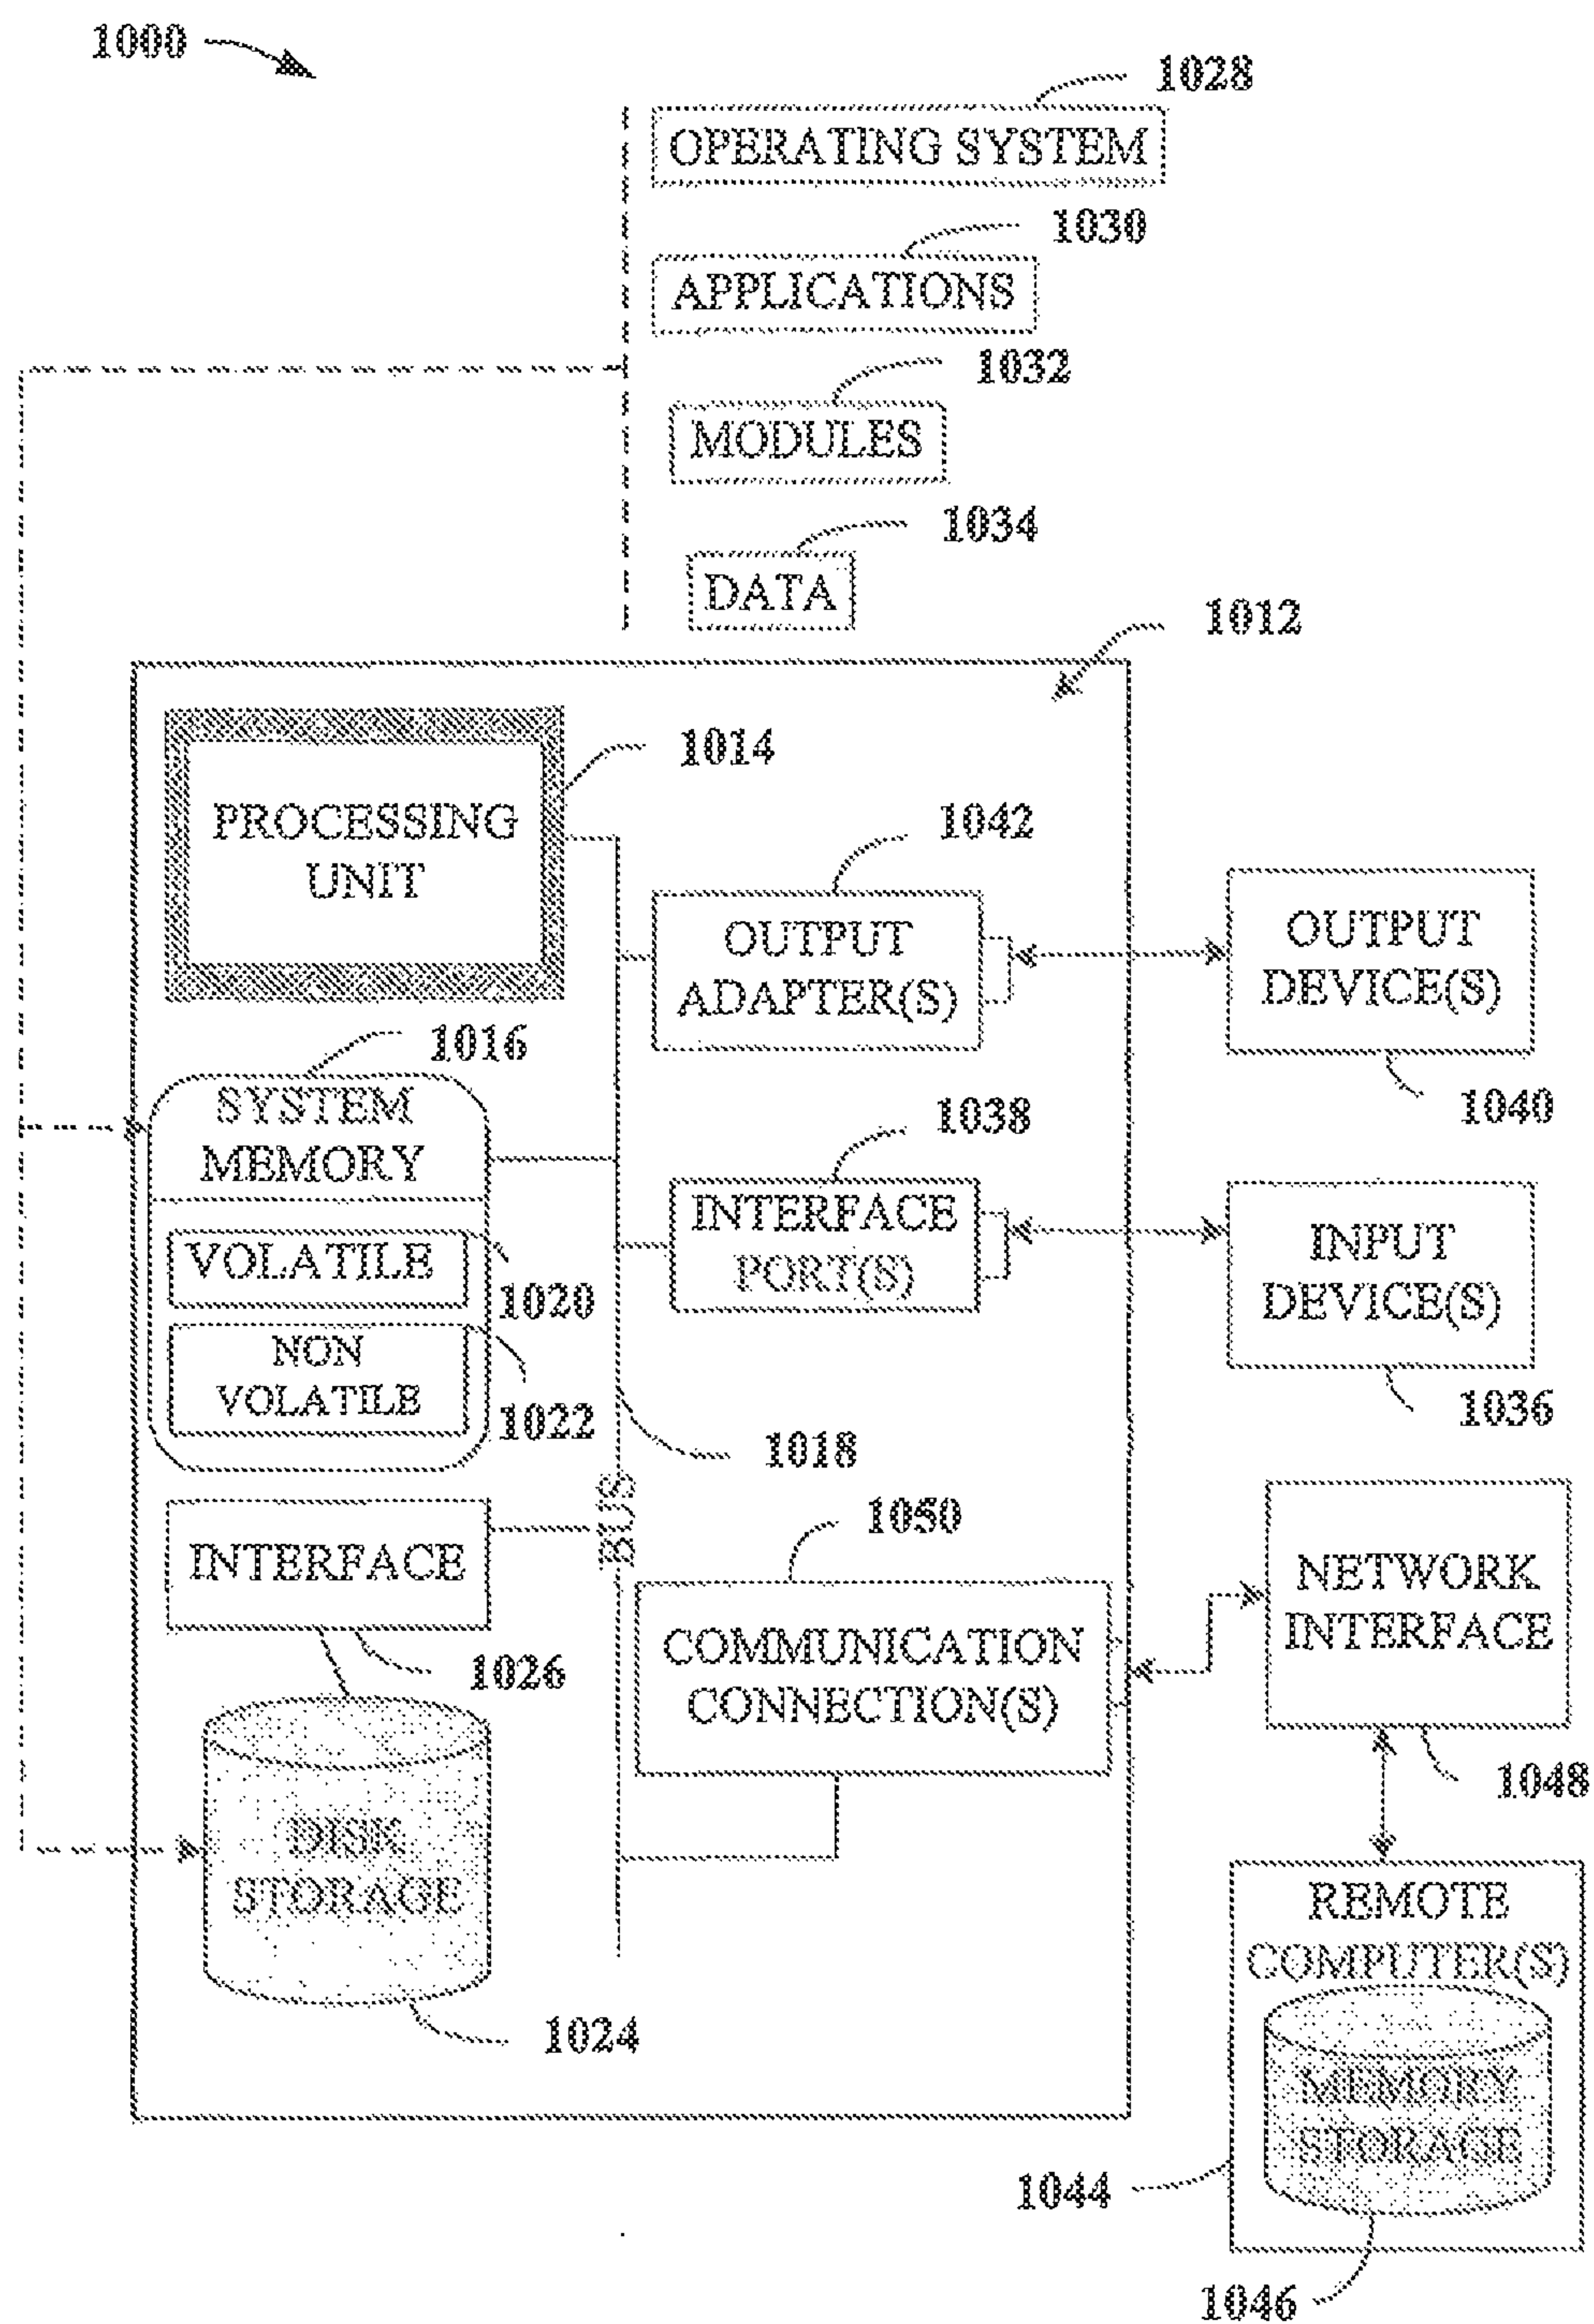 1000
1028
OPERATING SYSTEM
1030
APPLICATIONS
1032
MODULES
1034
DATA
1012
1014
PROCESSING
UNIT
1042
OUTPUT
ADAPTER(S)
OUTPUT
DEVICE(S)
1040
1016
SYSTEM
MEMORY
VOLATILE
1020
NON
VOLATILE
1022
1038
INTERFACE
PORT(S)
INPUT
DEVICE(S)
1036
1018
BUS
INTERFACE
1026
1050
COMMUNICATION
CONNECTION(S)
NETWORK
INTERFACE
1048
DISK
STORAGE
1024
REMOTE
COMPUTER(S)
MEMORY
STORAGE
1044
1046